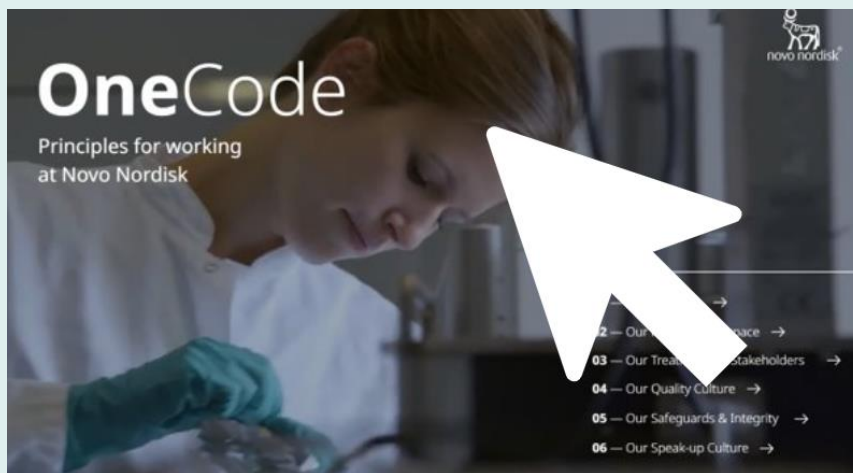 OneCode
Principles for working
at Novo Nordisk
novo nordisk®
— →
02 — Our →
03 — Our Stakeholders →
04 — Our Quality Culture →
05 — Our Safeguards & Integrity →
06 — Our Speak-up Culture →